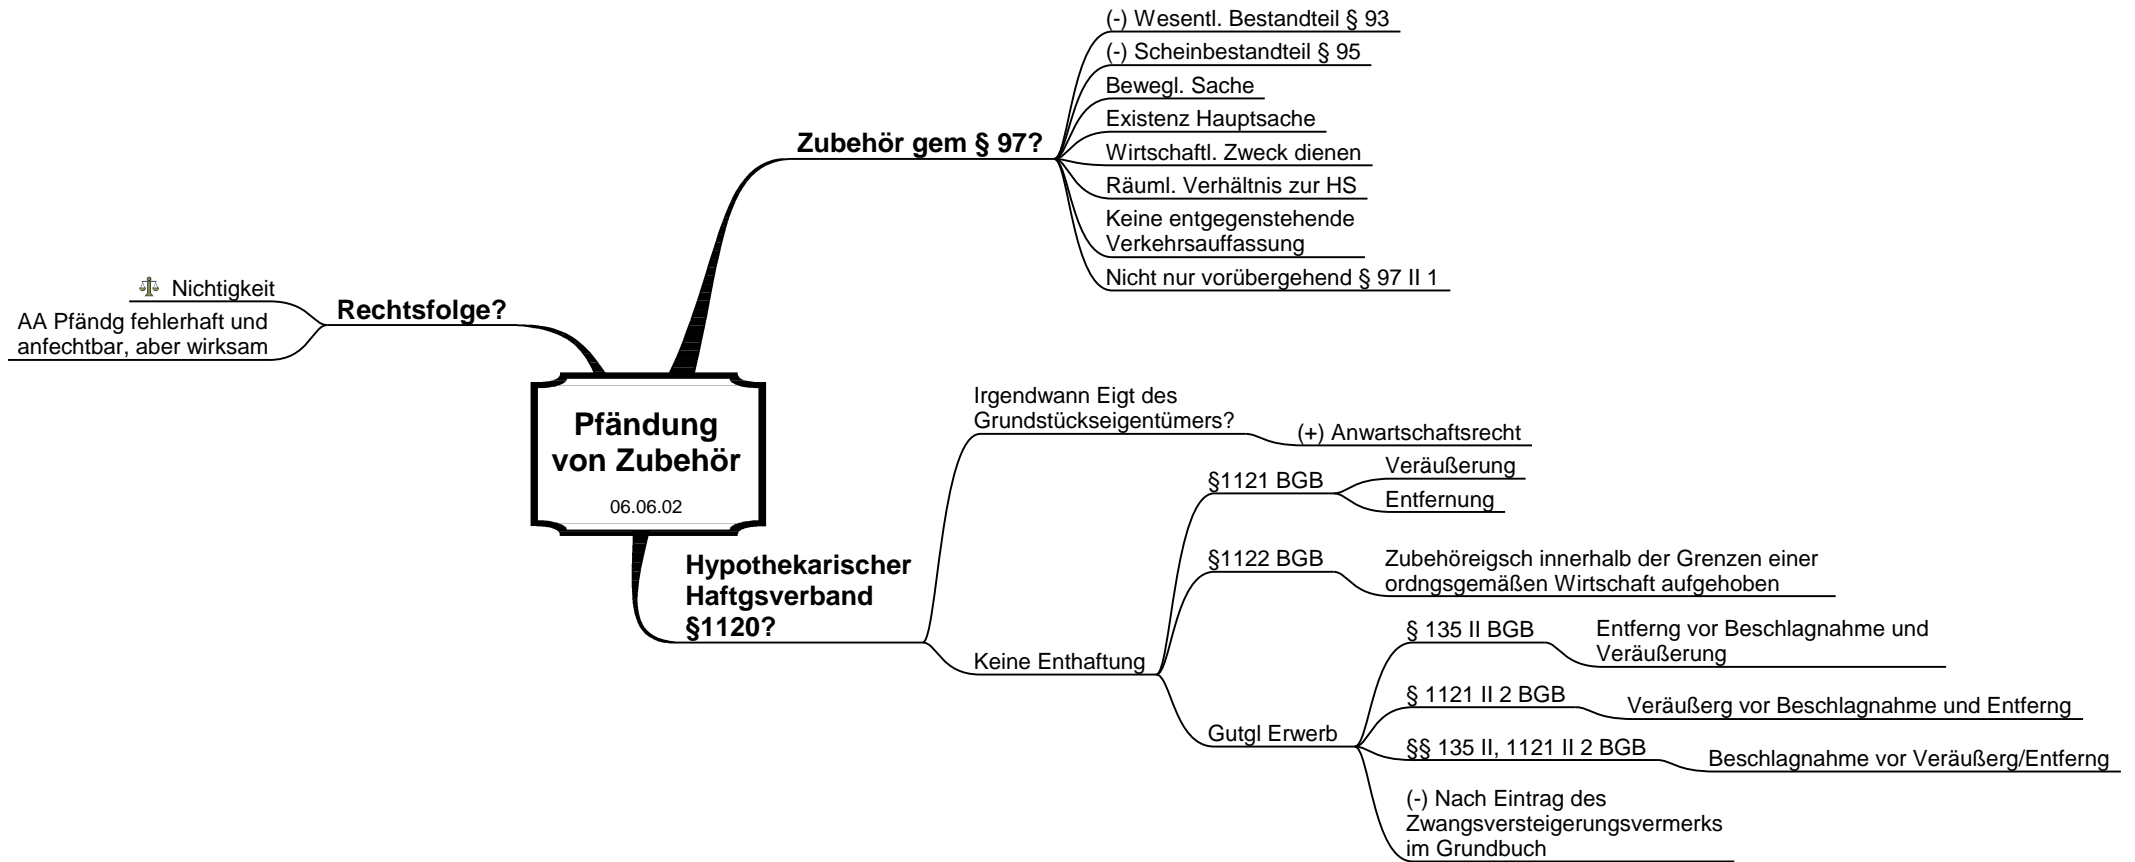 Pfändung
von Zubehör
06.06.02
Zubehör gem § 97?
(-) Wesentl. Bestandteil § 93
(-) Scheinbestandteil § 95
Bewegl. Sache
Existenz Hauptsache
Wirtschaftl. Zweck dienen
Räuml. Verhältnis zur HS
Keine entgegenstehende
Verkehrsauffassung
Nicht nur vorübergehend § 97 II 1
Hypothekarischer
Haftgsverband
§1120?
Irgendwann Eigt des
Grundstückseigentümers?
(+) Anwartschaftsrecht
Keine Enthaftung
§1121 BGB
Veräußerung
Entfernung
§1122 BGB
Zubehöreigsch innerhalb der Grenzen einer
ordngsgemäßen Wirtschaft aufgehoben
Gutgl Erwerb
§ 135 II BGB
Entferng vor Beschlagnahme und
Veräußerung
§ 1121 II 2 BGB
Veräußerg vor Beschlagnahme und Entferng
§§ 135 II, 1121 II 2 BGB
Beschlagnahme vor Veräußerg/Entferng
(-) Nach Eintrag des
Zwangsversteigerungsvermerks
im Grundbuch
Rechtsfolge?
Nichtigkeit
AA Pfändg fehlerhaft und
anfechtbar, aber wirksam